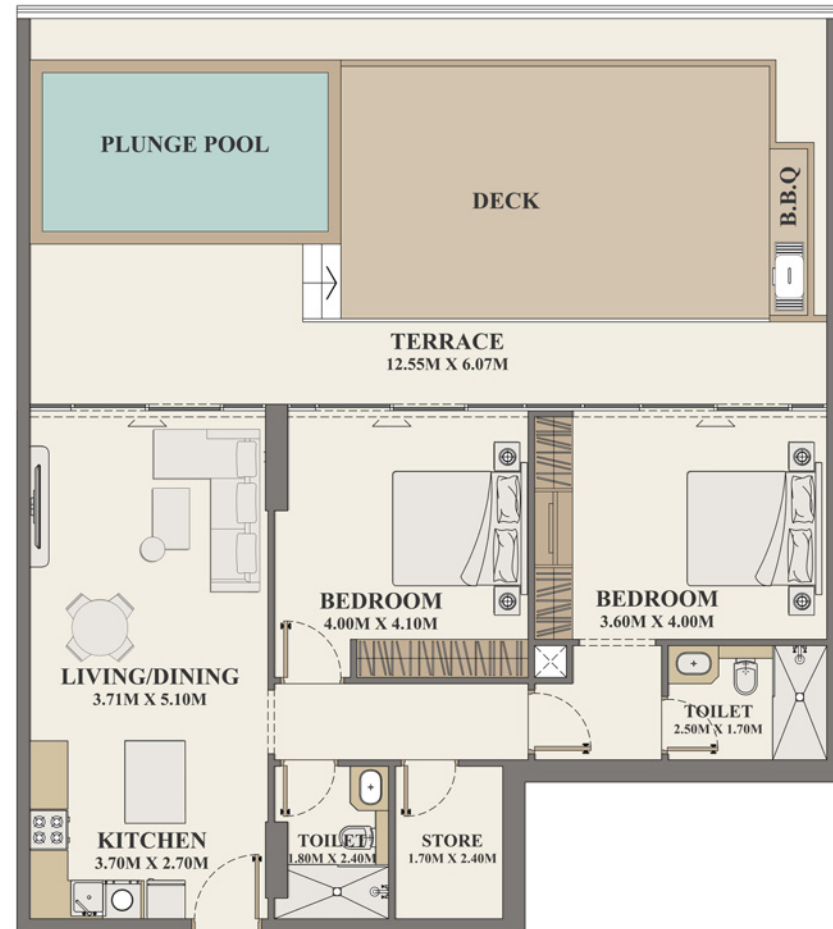 PLUNGE POOL
DECK
B.B.Q
TERRACE
12.55M X 6.07M
BEDROOM
4.00M X 4.10M
BEDROOM
3.60M X 4.00M
LIVING/DINING
3.71M X 5.10M
TOILET
2.50M X 1.70M
KITCHEN
3.70M X 2.70M
TOILET
1.80M X 2.40M
STORE
1.70M X 2.40M